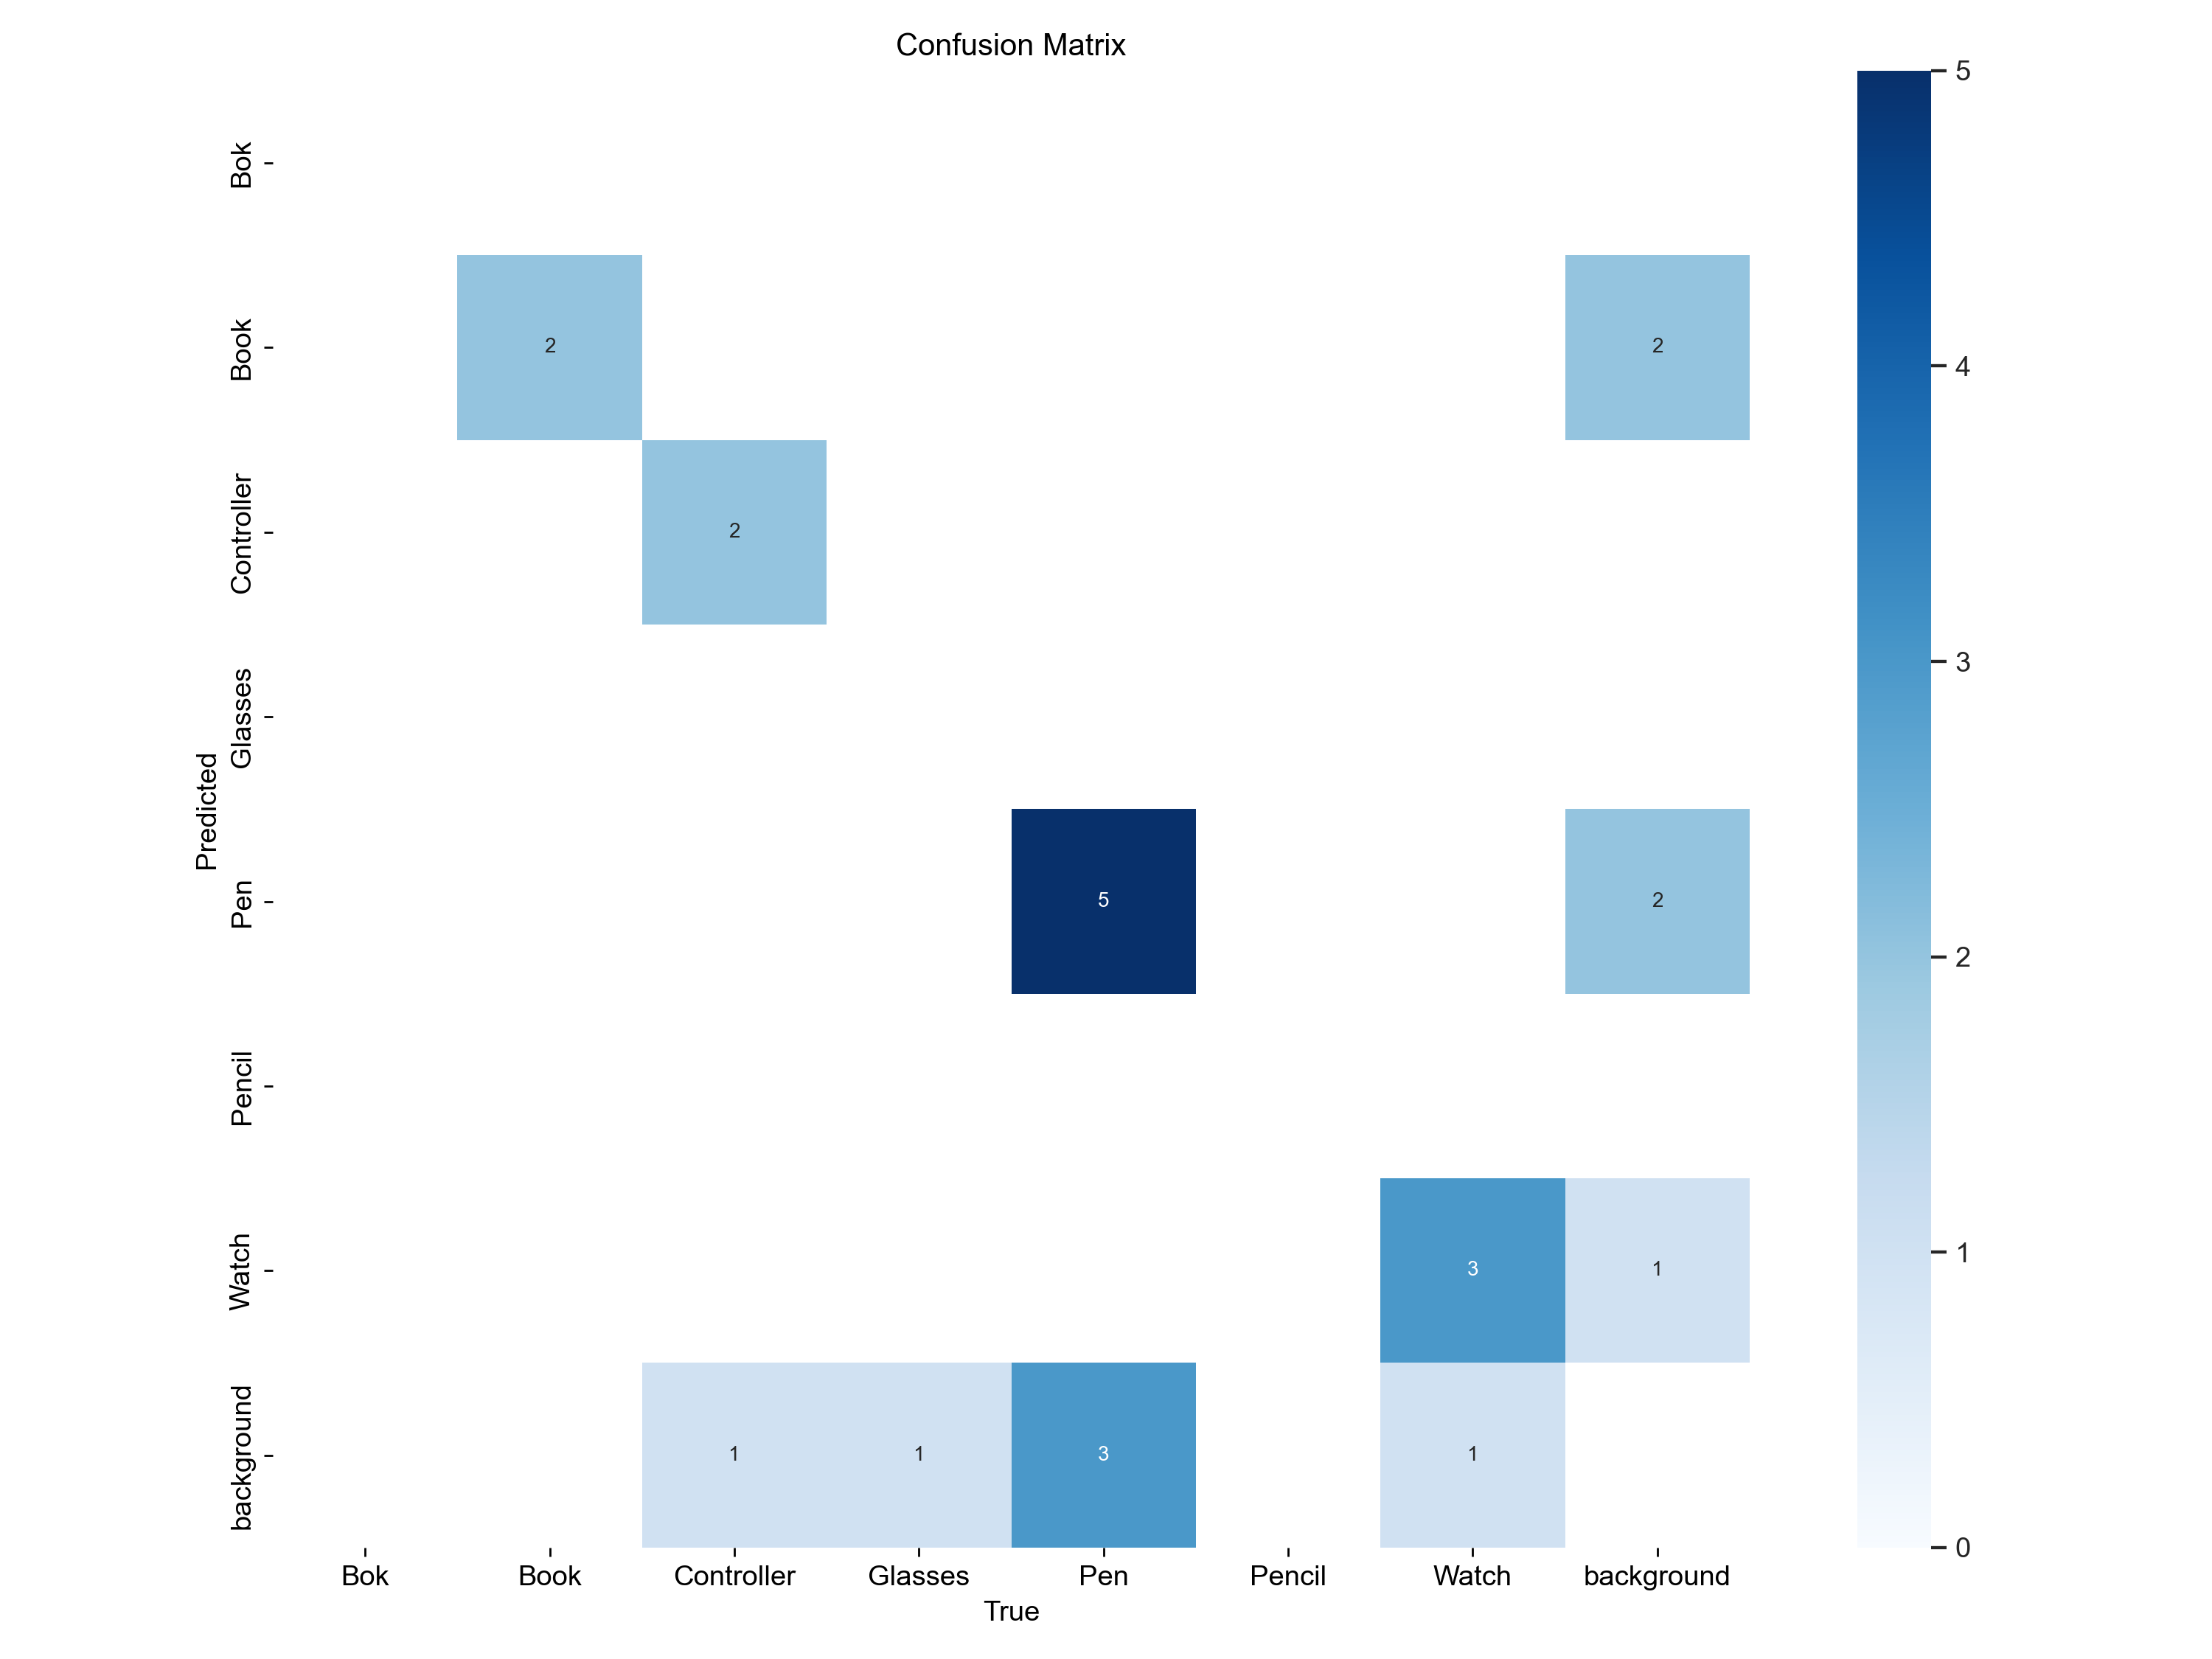 Confusion Matrix
Predicted
Bok
Book
2
2
Controller
2
Glasses
Pen
5
2
Pencil
Watch
3
1
background
1
1
3
1
Bok
Book
Controller
Glasses
Pen
Pencil
Watch
background
True
5
4
3
2
1
0